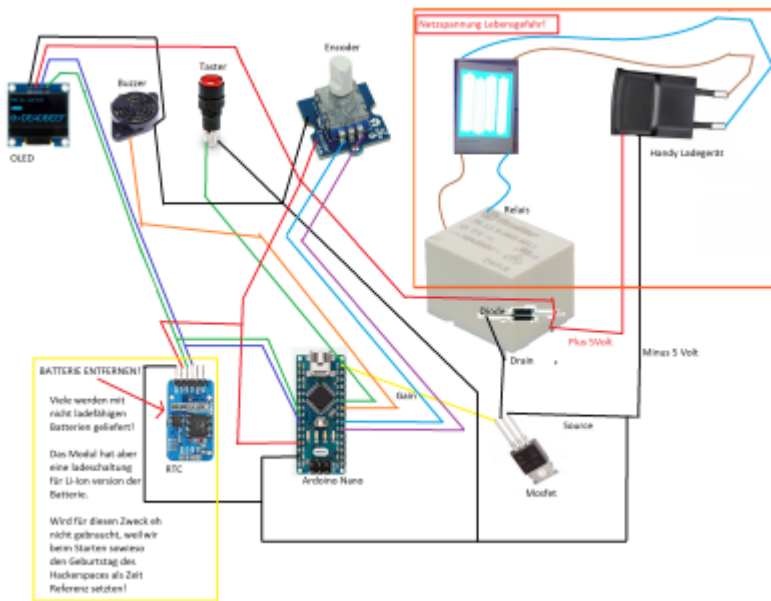 Netzspannung Lebensgefahr!
Encoder
Taster
Buzzer
OLED
Handy Ladegerät
Relais
Diode
Plus 5Volt
Drain
Minus 5 Volt
BATTERIE ENTFERNEN!
Viele werden mit
nicht ladefähigen
Batterien geliefert!
Das Modul hat aber
eine ladeschaltung
für Li-Ion version der
Batterie.
Wird für diesen Zweck eh
nicht gebraucht, weil wir
beim Starten sowieso
den Geburtstag des
Hackerspaces als Zeit
Referenz setzten!
RTC
Gain
Arduino Nano
Source
Mosfet